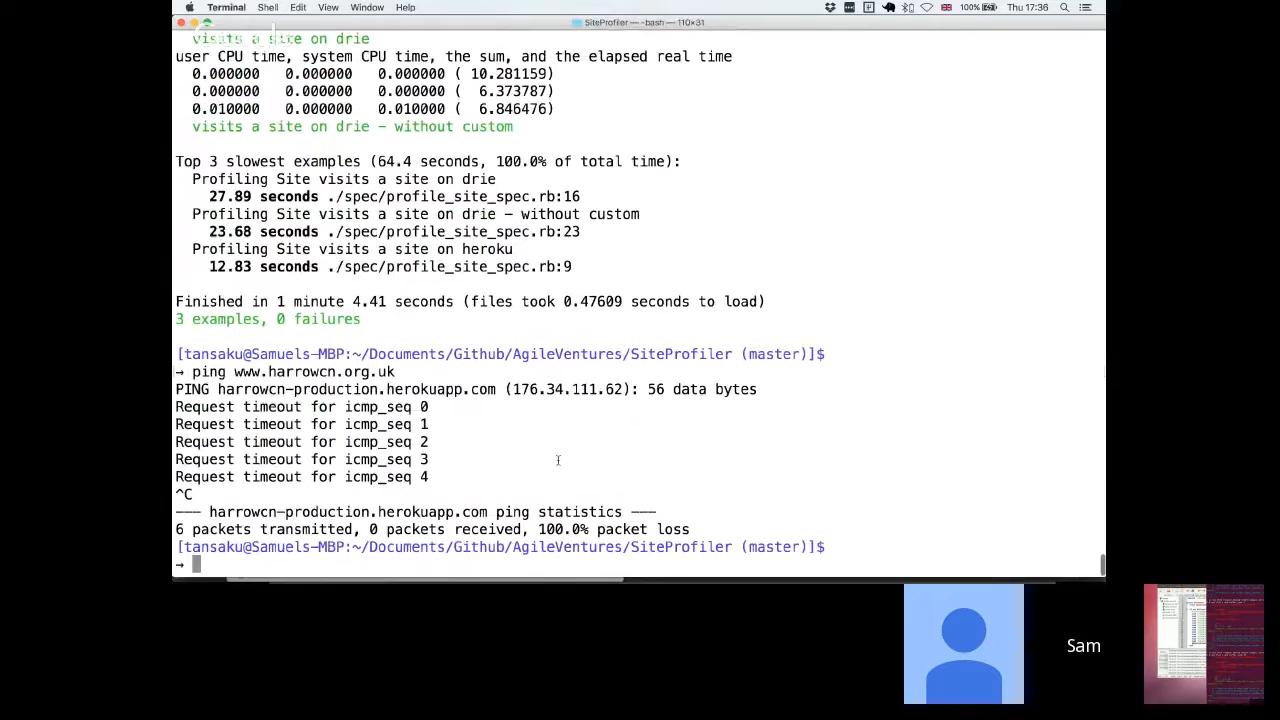 Terminal Shell Edit View Window Help 100% Thu 17:36
SiteProfiler — -bash — 110×31
visits a site on drie
user CPU time, system CPU time, the sum, and the elapsed real time
0.000000 0.000000 0.000000 ( 10.281159)
0.000000 0.000000 0.000000 ( 6.373787)
0.010000 0.000000 0.010000 ( 6.846476)
visits a site on drie - without custom
Top 3 slowest examples (64.4 seconds, 100.0% of total time):
Profiling Site visits a site on drie
27.89 seconds ./spec/profile_site_spec.rb:16
Profiling Site visits a site on drie - without custom
23.68 seconds ./spec/profile_site_spec.rb:23
Profiling Site visits a site on heroku
12.83 seconds ./spec/profile_site_spec.rb:9
Finished in 1 minute 4.41 seconds (files took 0.47609 seconds to load)
3 examples, 0 failures
[tansaku@Samuels-MBP:~/Documents/Github/AgileVentures/SiteProfiler (master)]$
→ ping www.harrowcn.org.uk
PING harrowcn-production.herokuapp.com (176.34.111.62): 56 data bytes
Request timeout for icmp_seq 0
Request timeout for icmp_seq 1
Request timeout for icmp_seq 2
Request timeout for icmp_seq 3
Request timeout for icmp_seq 4
^C
--- harrowcn-production.herokuapp.com ping statistics ---
6 packets transmitted, 0 packets received, 100.0% packet loss
[tansaku@Samuels-MBP:~/Documents/Github/AgileVentures/SiteProfiler (master)]$
→
Sam